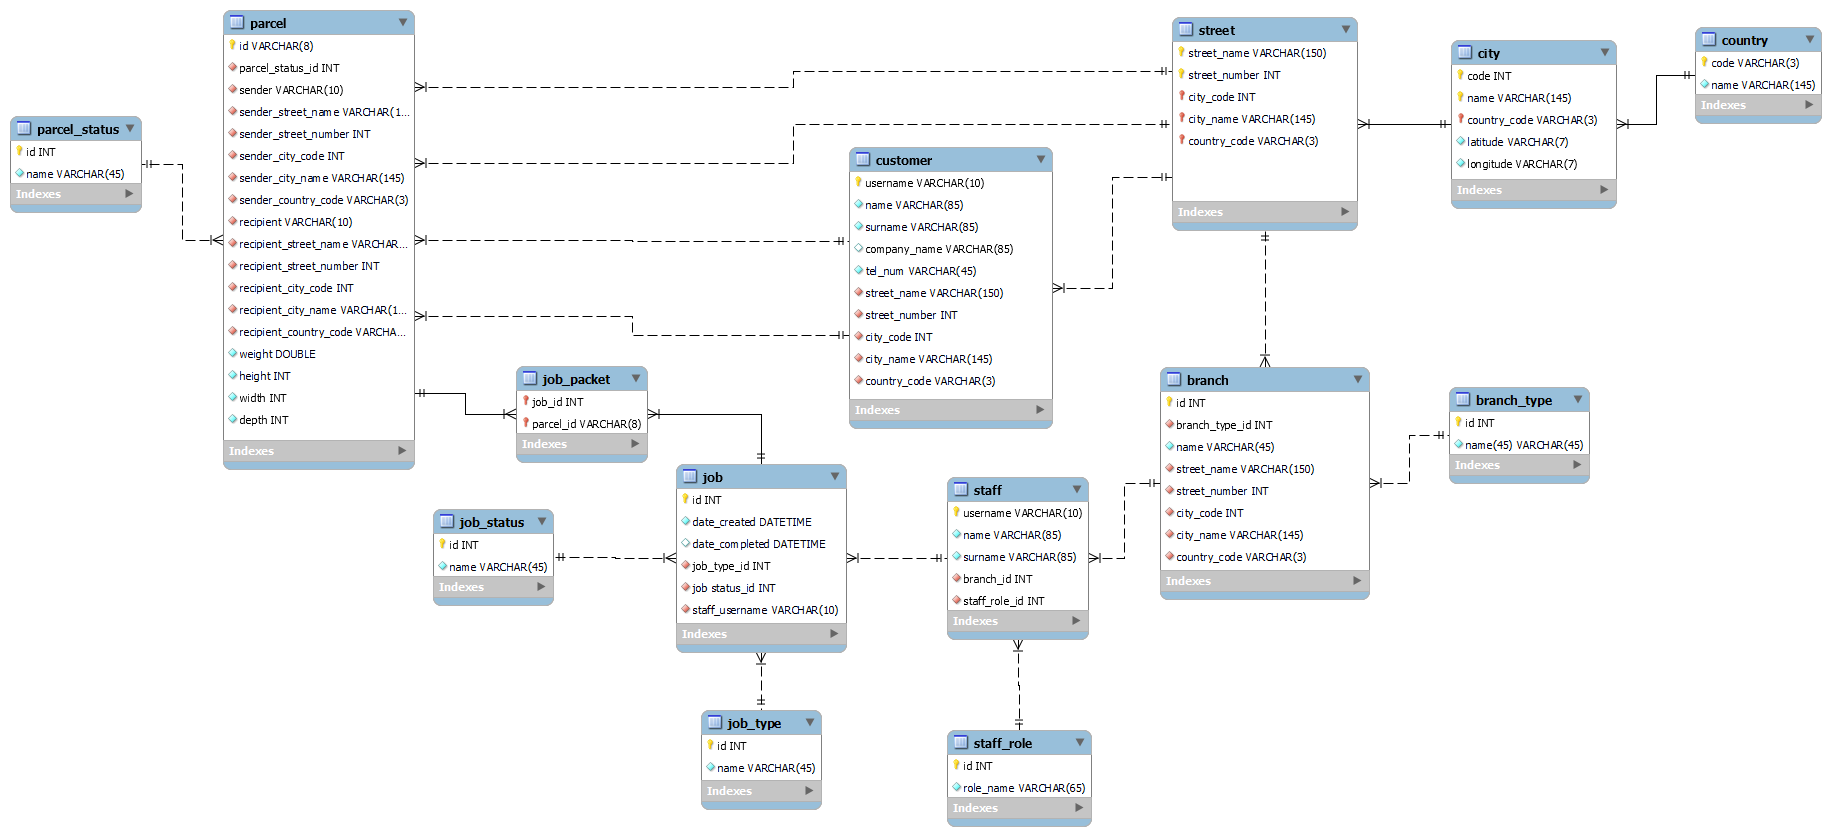 parcel
id VARCHAR(8)
parcel_status_id INT
sender VARCHAR(10)
sender_street_name VARCHAR(1...
sender_street_number INT
sender_city_code INT
sender_city_name VARCHAR(145)
sender_country_code VARCHAR(3)
recipient VARCHAR(10)
recipient_street_name VARCHAR...
recipient_street_number INT
recipient_city_code INT
recipient_city_name VARCHAR(1...
recipient_country_code VARCHA...
weight DOUBLE
height INT
width INT
depth INT
Indexes
parcel_status
id INT
name VARCHAR(45)
Indexes
street
street_name VARCHAR(150)
street_number INT
city_code INT
city_name VARCHAR(145)
country_code VARCHAR(3)
Indexes
city
code INT
name VARCHAR(145)
country_code VARCHAR(3)
latitude VARCHAR(7)
longitude VARCHAR(7)
Indexes
country
code VARCHAR(3)
name VARCHAR(145)
Indexes
customer
username VARCHAR(10)
name VARCHAR(85)
surname VARCHAR(85)
company_name VARCHAR(85)
tel_num VARCHAR(45)
street_name VARCHAR(150)
street_number INT
city_code INT
city_name VARCHAR(145)
country_code VARCHAR(3)
Indexes
job_packet
job_id INT
parcel_id VARCHAR(8)
Indexes
branch
id INT
branch_type_id INT
name VARCHAR(45)
street_name VARCHAR(150)
street_number INT
city_code INT
city_name VARCHAR(145)
country_code VARCHAR(3)
Indexes
branch_type
id INT
name(45) VARCHAR(45)
Indexes
job
id INT
date_created DATETIME
date_completed DATETIME
job_type_id INT
job status_id INT
staff_username VARCHAR(10)
Indexes
staff
username VARCHAR(10)
name VARCHAR(85)
surname VARCHAR(85)
branch_id INT
staff_role_id INT
Indexes
job_status
id INT
name VARCHAR(45)
Indexes
job_type
id INT
name VARCHAR(45)
Indexes
staff_role
id INT
role_name VARCHAR(65)
Indexes